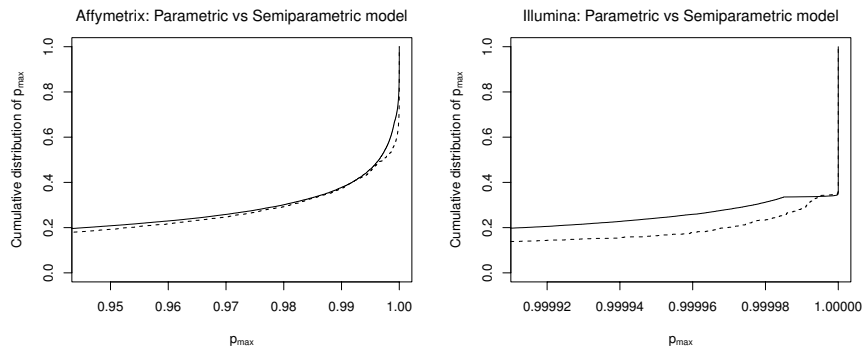 Affymetrix: Parametric vs Semiparametric model
Cumulative distribution of pmax
1.0
0.8
0.6
0.4
0.2
0.0
0.95 0.96 0.97 0.98 0.99 1.00
pmax
Illumina: Parametric vs Semiparametric model
Cumulative distribution of pmax
1.0
0.8
0.6
0.4
0.2
0.0
0.99992 0.99994 0.99996 0.99998 1.00000
pmax